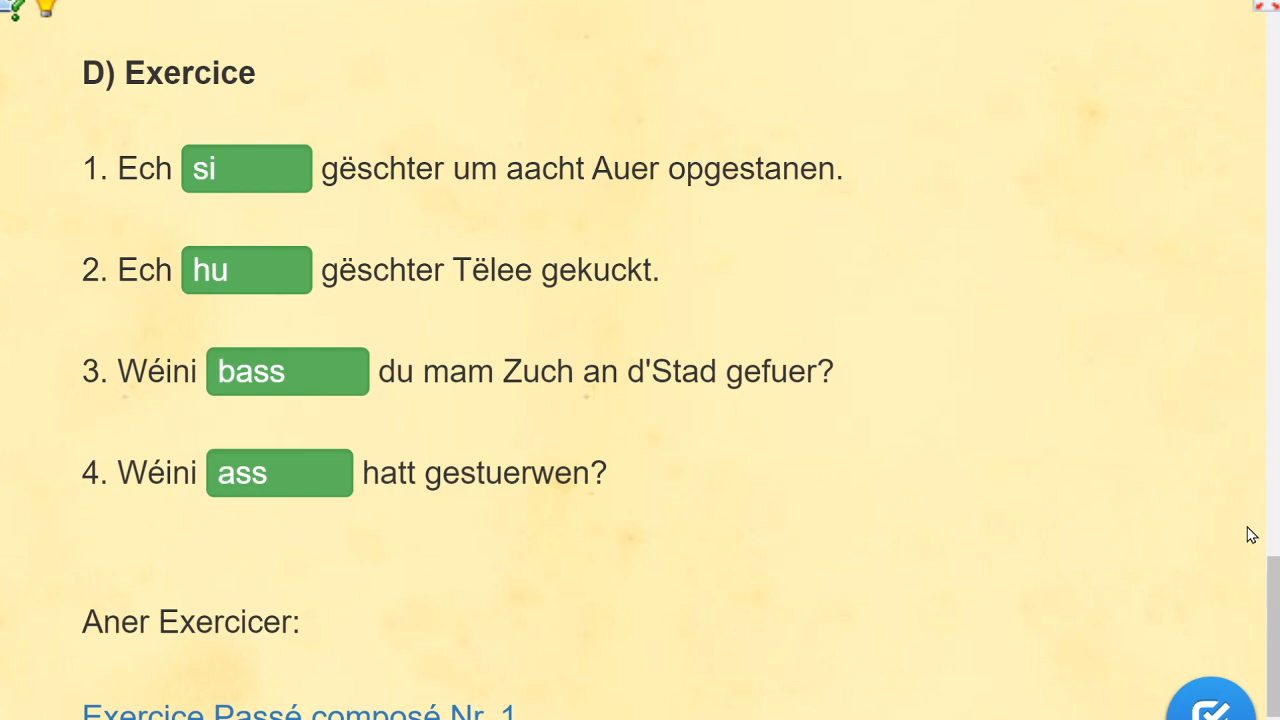 D) Exercice
1. Ech si gëschter um aacht Auer opgestanen.
2. Ech hu gëschter Tëlee gekuckt.
3. Wéini bass du mam Zuch an d'Stad gefuer?
4. Wéini ass hatt gestuerwen?
Aner Exercicer:
Exercice Passé composé Nr. 1